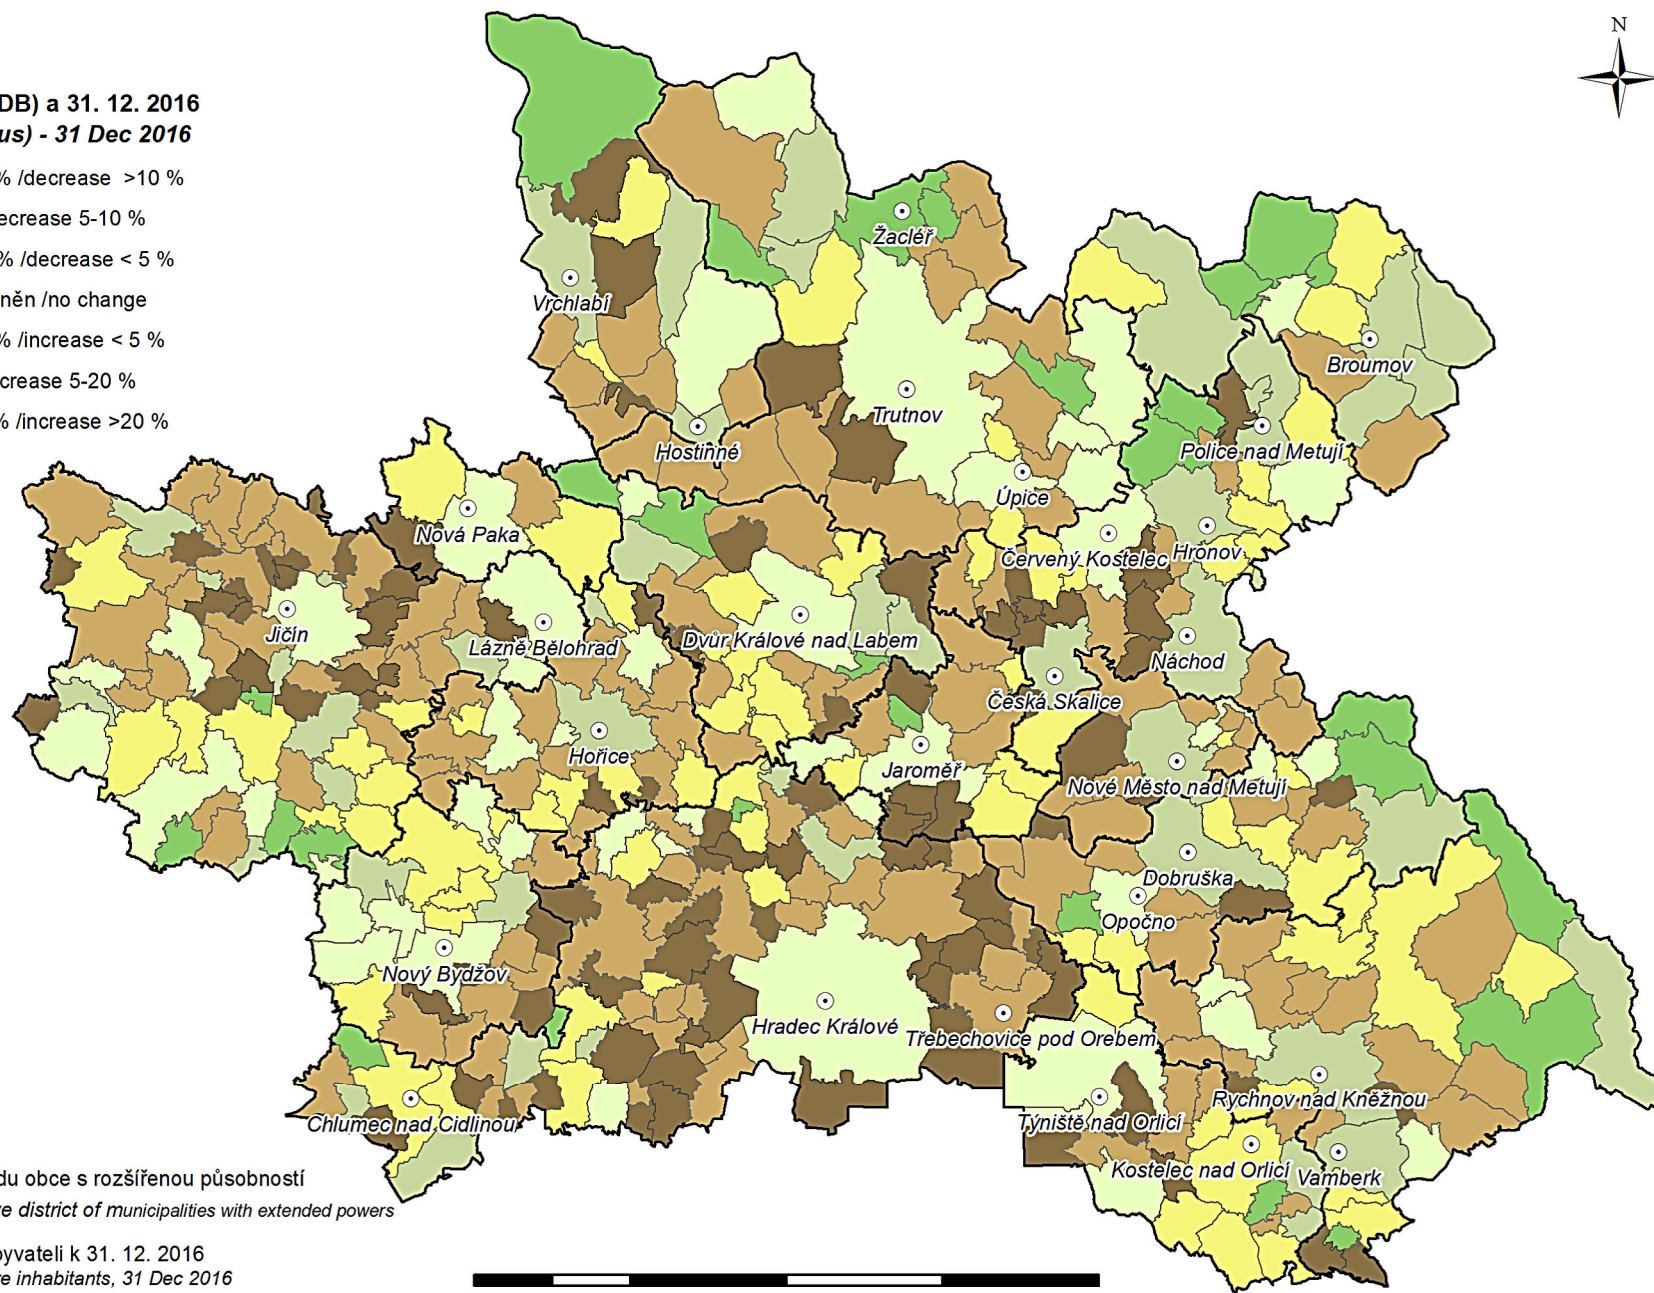 N
DB) a 31. 12. 2016
us) - 31 Dec 2016
% /decrease >10 %
ecrease 5-10 %
% /decrease < 5 %
něn /no change
% /increase < 5 %
crease 5-20 %
% /increase >20 %
Žacléř
Vrchlabí
Broumov
Trutnov
Hostinné
Police nad Metují
Úpice
Nová Paka
Červený Kostelec
Hronov
Jičín
Lázně Bělohrad
Dvůr Králové nad Labem
Náchod
Česká Skalice
Hořice
Jaroměř
Nové Město nad Metují
Dobruška
Opočno
Nový Bydžov
Hradec Králové
Třebechovice pod Orebem
Chlumec nad Cidlinou
Týniště nad Orlicí
Rychnov nad Kněžnou
Kostelec nad Orlicí
Vamberk
du obce s rozšířenou působností
e district of municipalities with extended powers
byvateli k 31. 12. 2016
e inhabitants, 31 Dec 2016